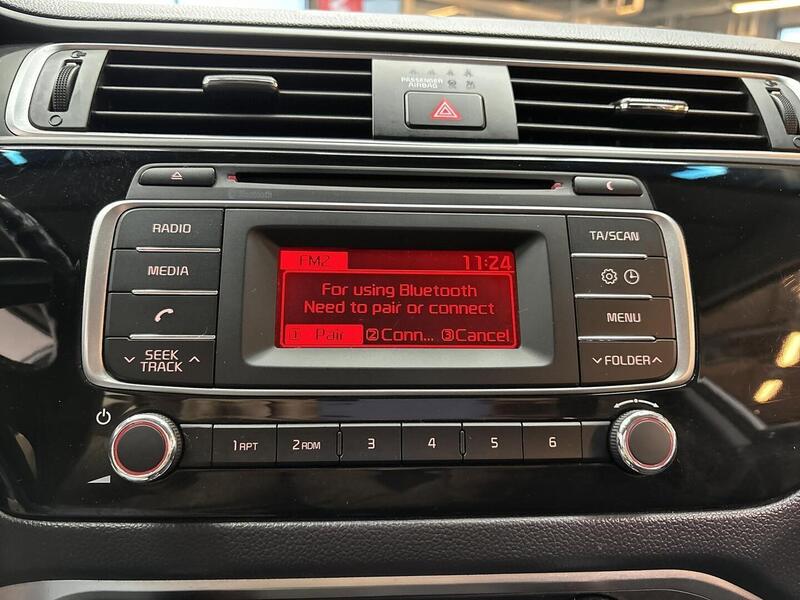 PASSENGER
AIRBAG
Bluetooth
RADIO
MEDIA
SEEK
TRACK
FM2 11:24
For using Bluetooth
Need to pair or connect
1 Pair 2 Conn... 3 Cancel
TA/SCAN
MENU
FOLDER
1 RPT 2 RDM 3 4 5 6